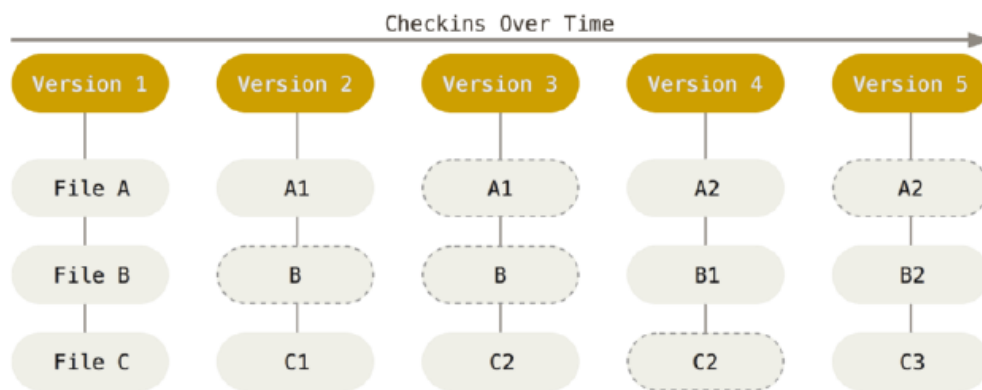 Checkins Over Time
Version 1 Version 2 Version 3 Version 4 Version 5
File A A1 A1 A2 A2
File B B B B1 B2
File C C1 C2 C2 C3